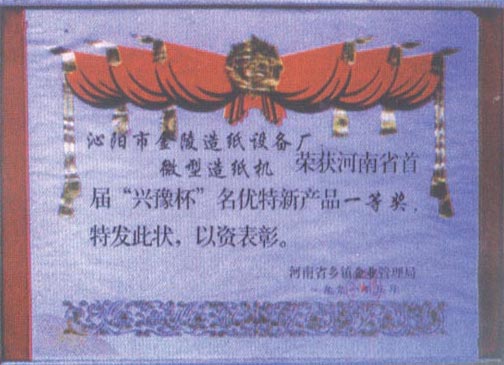 沁阳市金陵造纸设备厂
微型造纸机 荣获河南省首
届“兴豫杯”名优特新产品一等奖.
特发此状，以资表彰。
河南省乡镇企业管理局